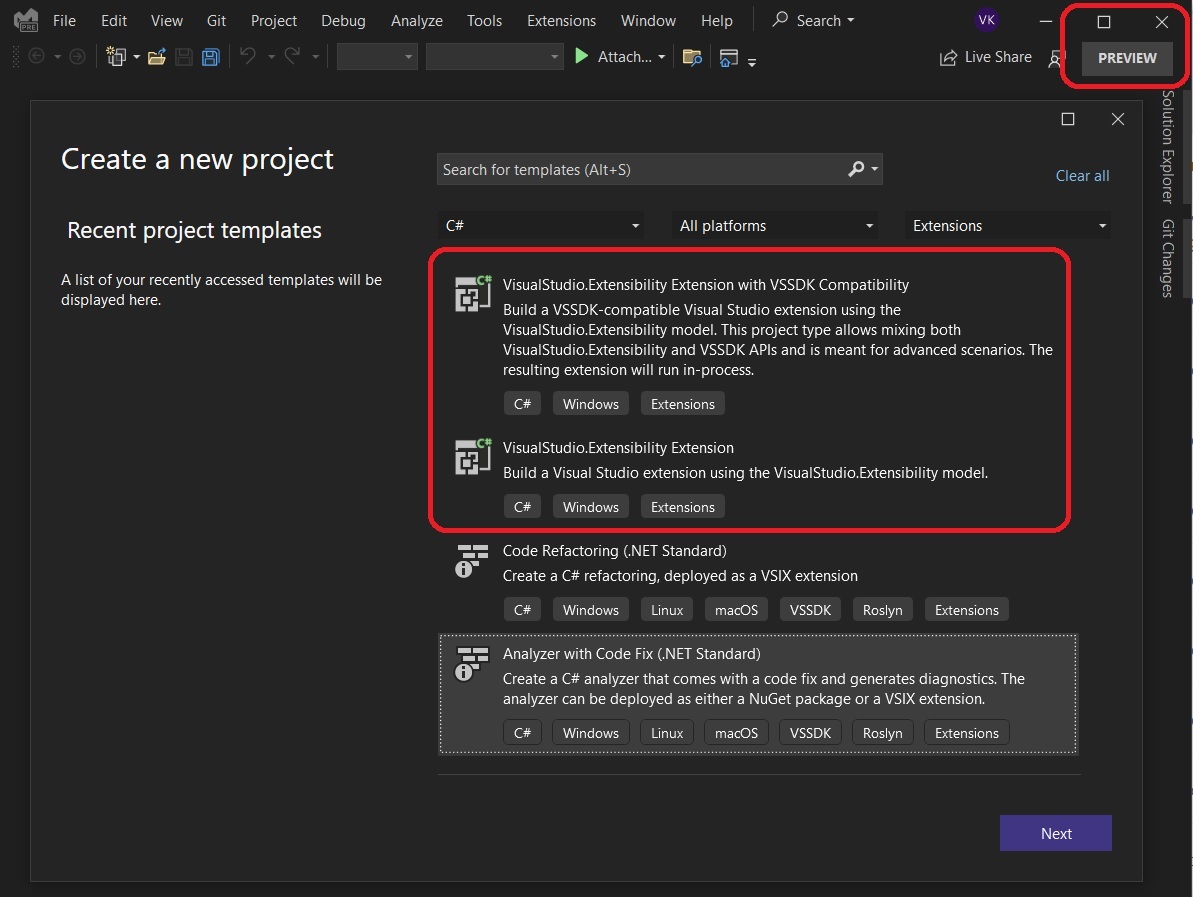 File Edit View Git Project Debug Analyze Tools Extensions Window Help Search VK
PRE
Attach... Live Share PREVIEW
Solution Explorer
Git Changes
Create a new project
Search for templates (Alt+S)
Clear all
Recent project templates
A list of your recently accessed templates will be
displayed here.
C# All platforms Extensions
C#
VisualStudio.Extensibility Extension with VSSDK Compatibility
Build a VSSDK-compatible Visual Studio extension using the
VisualStudio.Extensibility model. This project type allows mixing both
VisualStudio.Extensibility and VSSDK APIs and is meant for advanced scenarios. The
resulting extension will run in-process.
C# Windows Extensions
C#
VisualStudio.Extensibility Extension
Build a Visual Studio extension using the VisualStudio.Extensibility model.
C# Windows Extensions
Code Refactoring (.NET Standard)
Create a C# refactoring, deployed as a VSIX extension
C# Windows Linux macOS VSSDK Roslyn Extensions
Analyzer with Code Fix (.NET Standard)
Create a C# analyzer that comes with a code fix and generates diagnostics. The
analyzer can be deployed as either a NuGet package or a VSIX extension.
C# Windows Linux macOS VSSDK Roslyn Extensions
Next